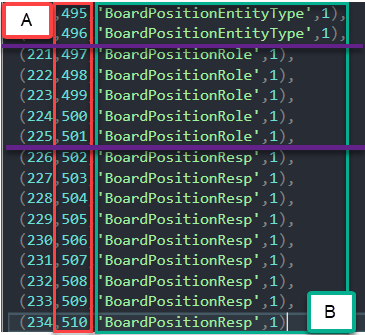 A
,495,'BoardPositionEntityType',1),
,496,'BoardPositionEntityType',1),
(221,497,'BoardPositionRole',1),
(222,498,'BoardPositionRole',1),
(223,499,'BoardPositionRole',1),
(224,500,'BoardPositionRole',1),
(225,501,'BoardPositionRole',1),
(226,502,'BoardPositionResp',1),
(227,503,'BoardPositionResp',1),
(228,504,'BoardPositionResp',1),
(229,505,'BoardPositionResp',1),
(230,506,'BoardPositionResp',1),
(231,507,'BoardPositionResp',1),
(232,508,'BoardPositionResp',1),
(233,509,'BoardPositionResp',1),
(234,510,'BoardPositionResp',1)
B